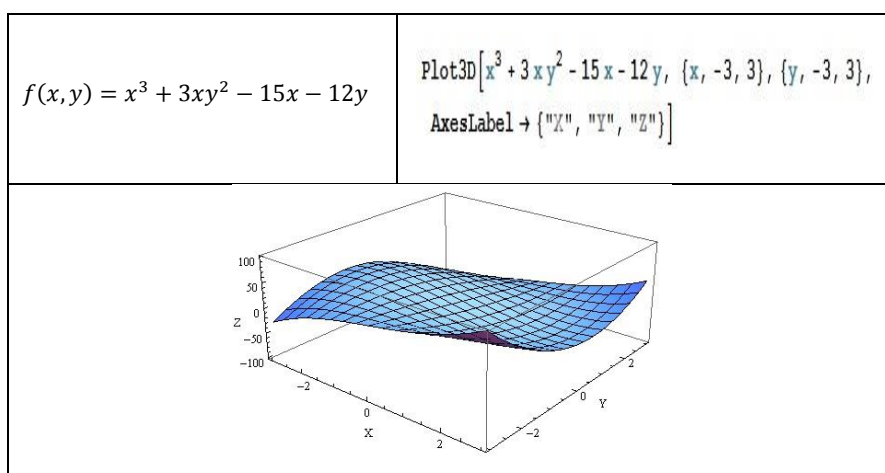 f(x, y) = x³ + 3xy² − 15x − 12y
Plot3D[x³ + 3 x y² - 15 x - 12 y, {x, -3, 3}, {y, -3, 3},
AxesLabel → {"X", "Y", "Z"}]
100
50
0
Z
−50
−100
−2
0
X
2
2
0
Y
−2